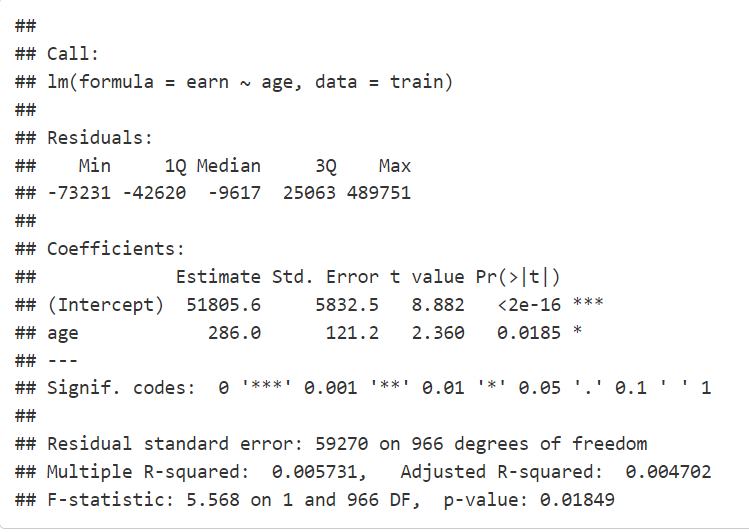 ##
## Call:
## lm(formula = earn ~ age, data = train)
##
## Residuals:
##    Min     1Q Median     3Q    Max
## -73231 -42620  -9617  25063 489751
##
## Coefficients:
##             Estimate Std. Error t value Pr(>|t|)
## (Intercept)  51805.6     5832.5   8.882   <2e-16 ***
## age            286.0      121.2   2.360   0.0185 *
## ---
## Signif. codes:  0 '***' 0.001 '**' 0.01 '*' 0.05 '.' 0.1 ' ' 1
##
## Residual standard error: 59270 on 966 degrees of freedom
## Multiple R-squared:  0.005731,   Adjusted R-squared:  0.004702
## F-statistic: 5.568 on 1 and 966 DF,  p-value: 0.01849